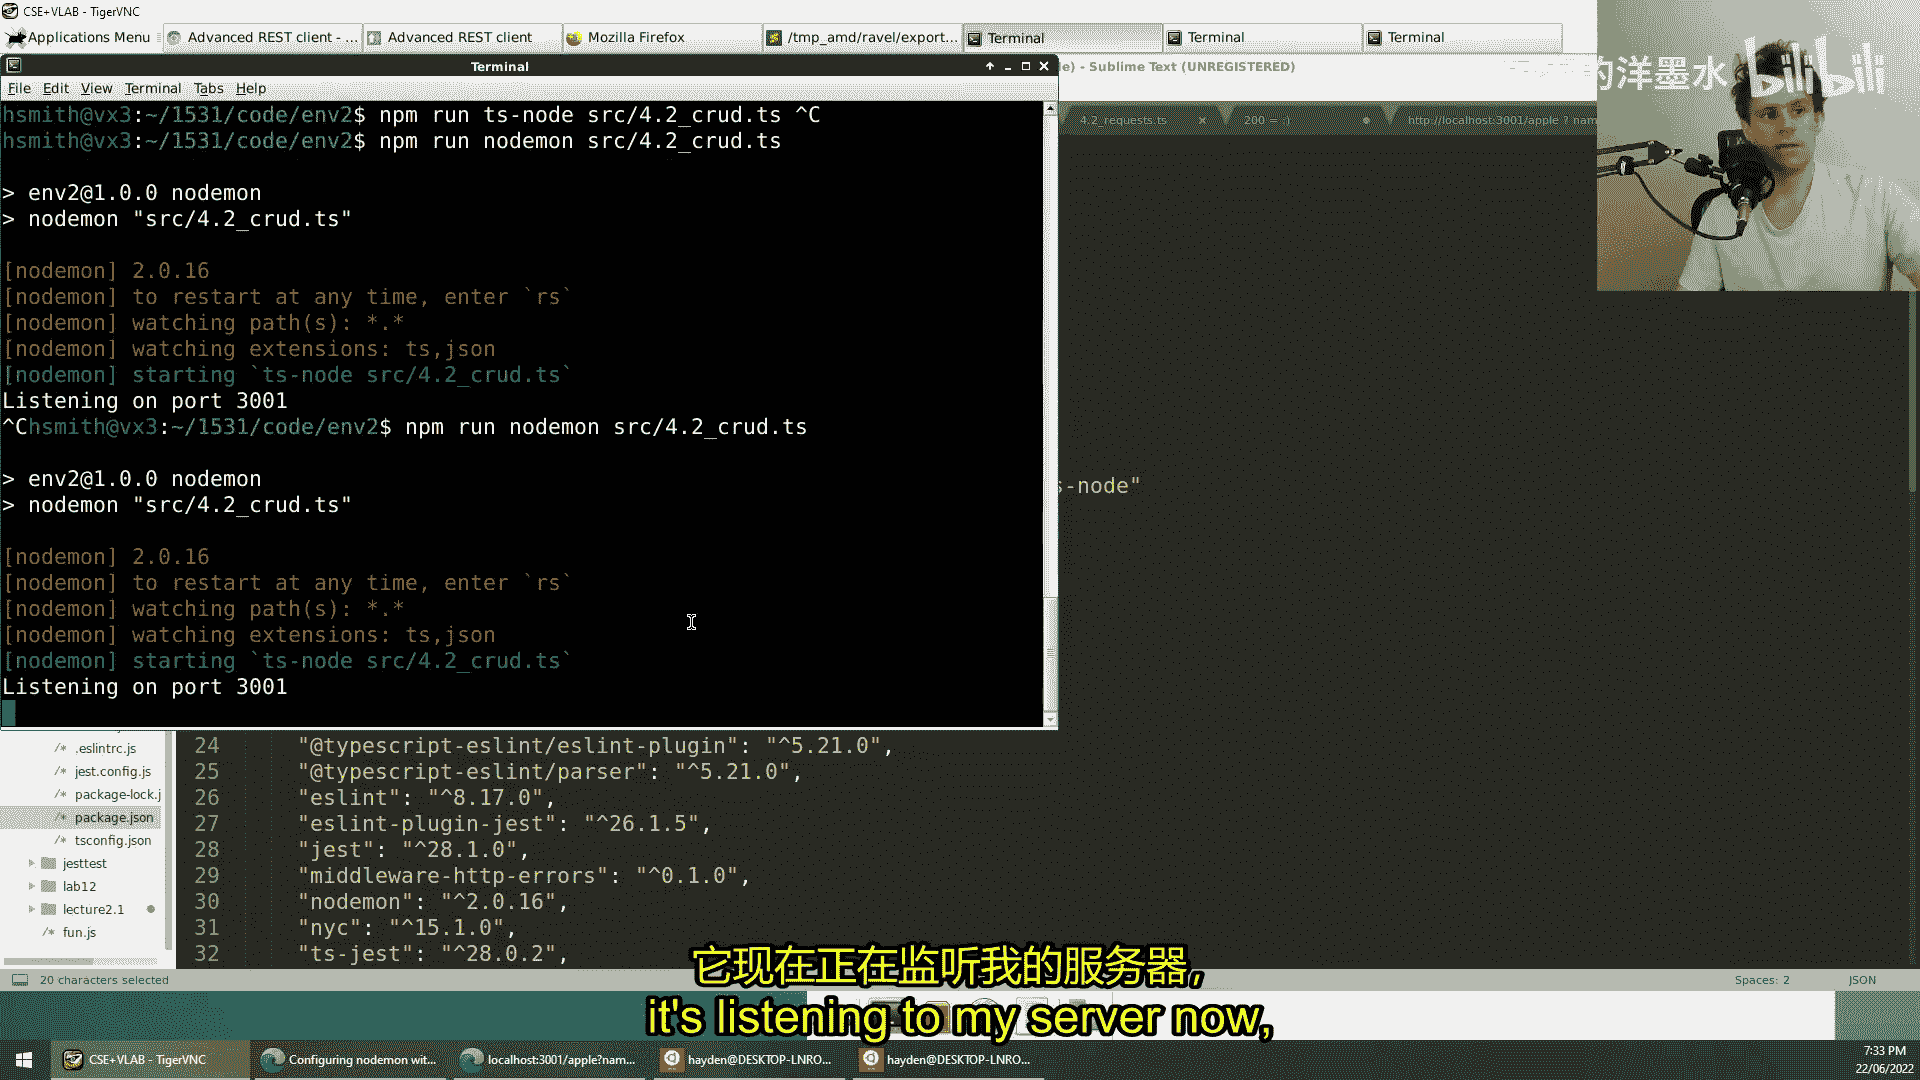 CSE+VLAB - TigerVNC
Applications Menu
Advanced REST client - ...
Advanced REST client
Mozilla Firefox
/tmp_amd/ravel/export...
Terminal
Terminal
Terminal
Terminal
- Sublime Text (UNREGISTERED)
的洋墨水
bilibili
File Edit View Terminal Tabs Help
4.2_requests.ts
200 = :)
http://localhost:3001/apple ? nam
hsmith@vx3:~/1531/code/env2$ npm run ts-node src/4.2_crud.ts ^C
hsmith@vx3:~/1531/code/env2$ npm run nodemon src/4.2_crud.ts
> env2@1.0.0 nodemon
> nodemon "src/4.2_crud.ts"
[nodemon] 2.0.16
[nodemon] to restart at any time, enter `rs`
[nodemon] watching path(s): *.*
[nodemon] watching extensions: ts,json
[nodemon] starting `ts-node src/4.2_crud.ts`
Listening on port 3001
^Chsmith@vx3:~/1531/code/env2$ npm run nodemon src/4.2_crud.ts
> env2@1.0.0 nodemon
> nodemon "src/4.2_crud.ts"
s-node"
[nodemon] 2.0.16
[nodemon] to restart at any time, enter `rs`
[nodemon] watching path(s): *.*
[nodemon] watching extensions: ts,json
[nodemon] starting `ts-node src/4.2_crud.ts`
Listening on port 3001
.eslintrc.js
jest.config.js
package-lock.j
package.json
tsconfig.json
jesttest
lab12
lecture2.1
fun.js
24 "@typescript-eslint/eslint-plugin": "^5.21.0",
25 "@typescript-eslint/parser": "^5.21.0",
26 "eslint": "^8.17.0",
27 "eslint-plugin-jest": "^26.1.5",
28 "jest": "^28.1.0",
29 "middleware-http-errors": "^0.1.0",
30 "nodemon": "^2.0.16",
31 "nyc": "^15.1.0",
32 "ts-jest": "^28.0.2",
它现在正在监听我的服务器,
20 characters selected
Spaces: 2
JSON
it's listening to my server now,
CSE+VLAB - TigerVNC
Configuring nodemon wit...
localhost:3001/apple?nam...
hayden@DESKTOP-LNRO...
hayden@DESKTOP-LNRO...
7:33 PM
22/06/2022